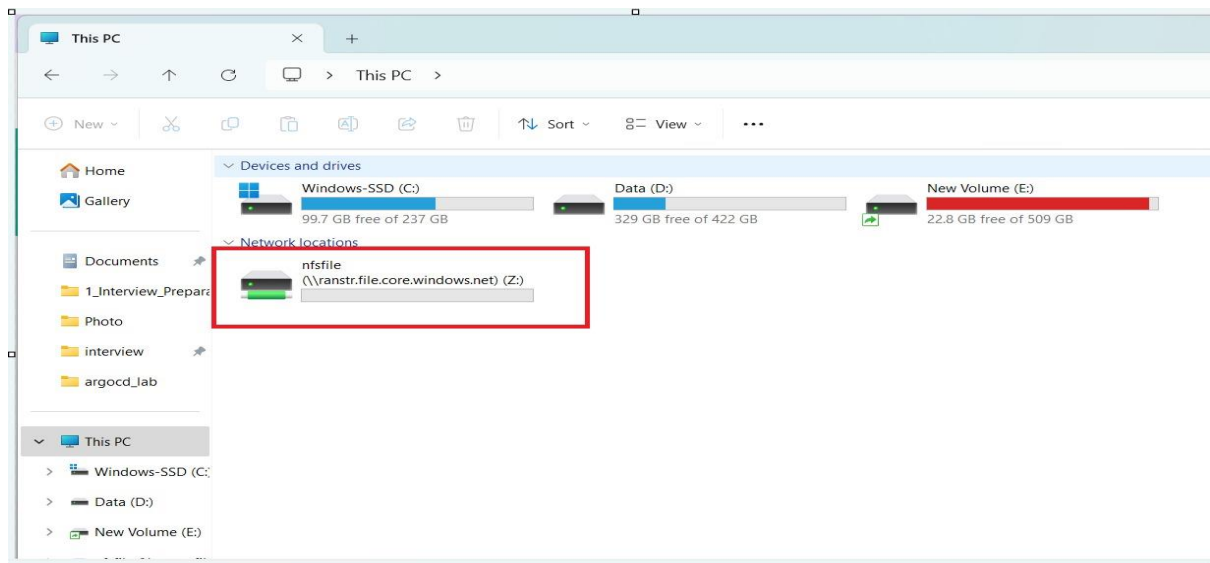 This PC
This PC
New
Sort
View
Home
Gallery
Documents
1_Interview_Prepara
Photo
interview
argocd_lab
This PC
Windows-SSD (C:
Data (D:)
New Volume (E:)
Devices and drives
Windows-SSD (C:)
99.7 GB free of 237 GB
Data (D:)
329 GB free of 422 GB
New Volume (E:)
22.8 GB free of 509 GB
Network locations
nfsfile
(\\ranstr.file.core.windows.net) (Z:)